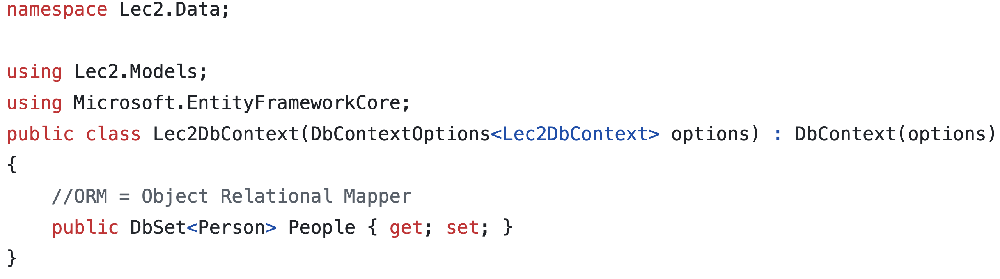 namespace Lec2.Data;

using Lec2.Models;
using Microsoft.EntityFrameworkCore;
public class Lec2DbContext(DbContextOptions<Lec2DbContext> options) : DbContext(options)
{
    //ORM = Object Relational Mapper
    public DbSet<Person> People { get; set; }
}